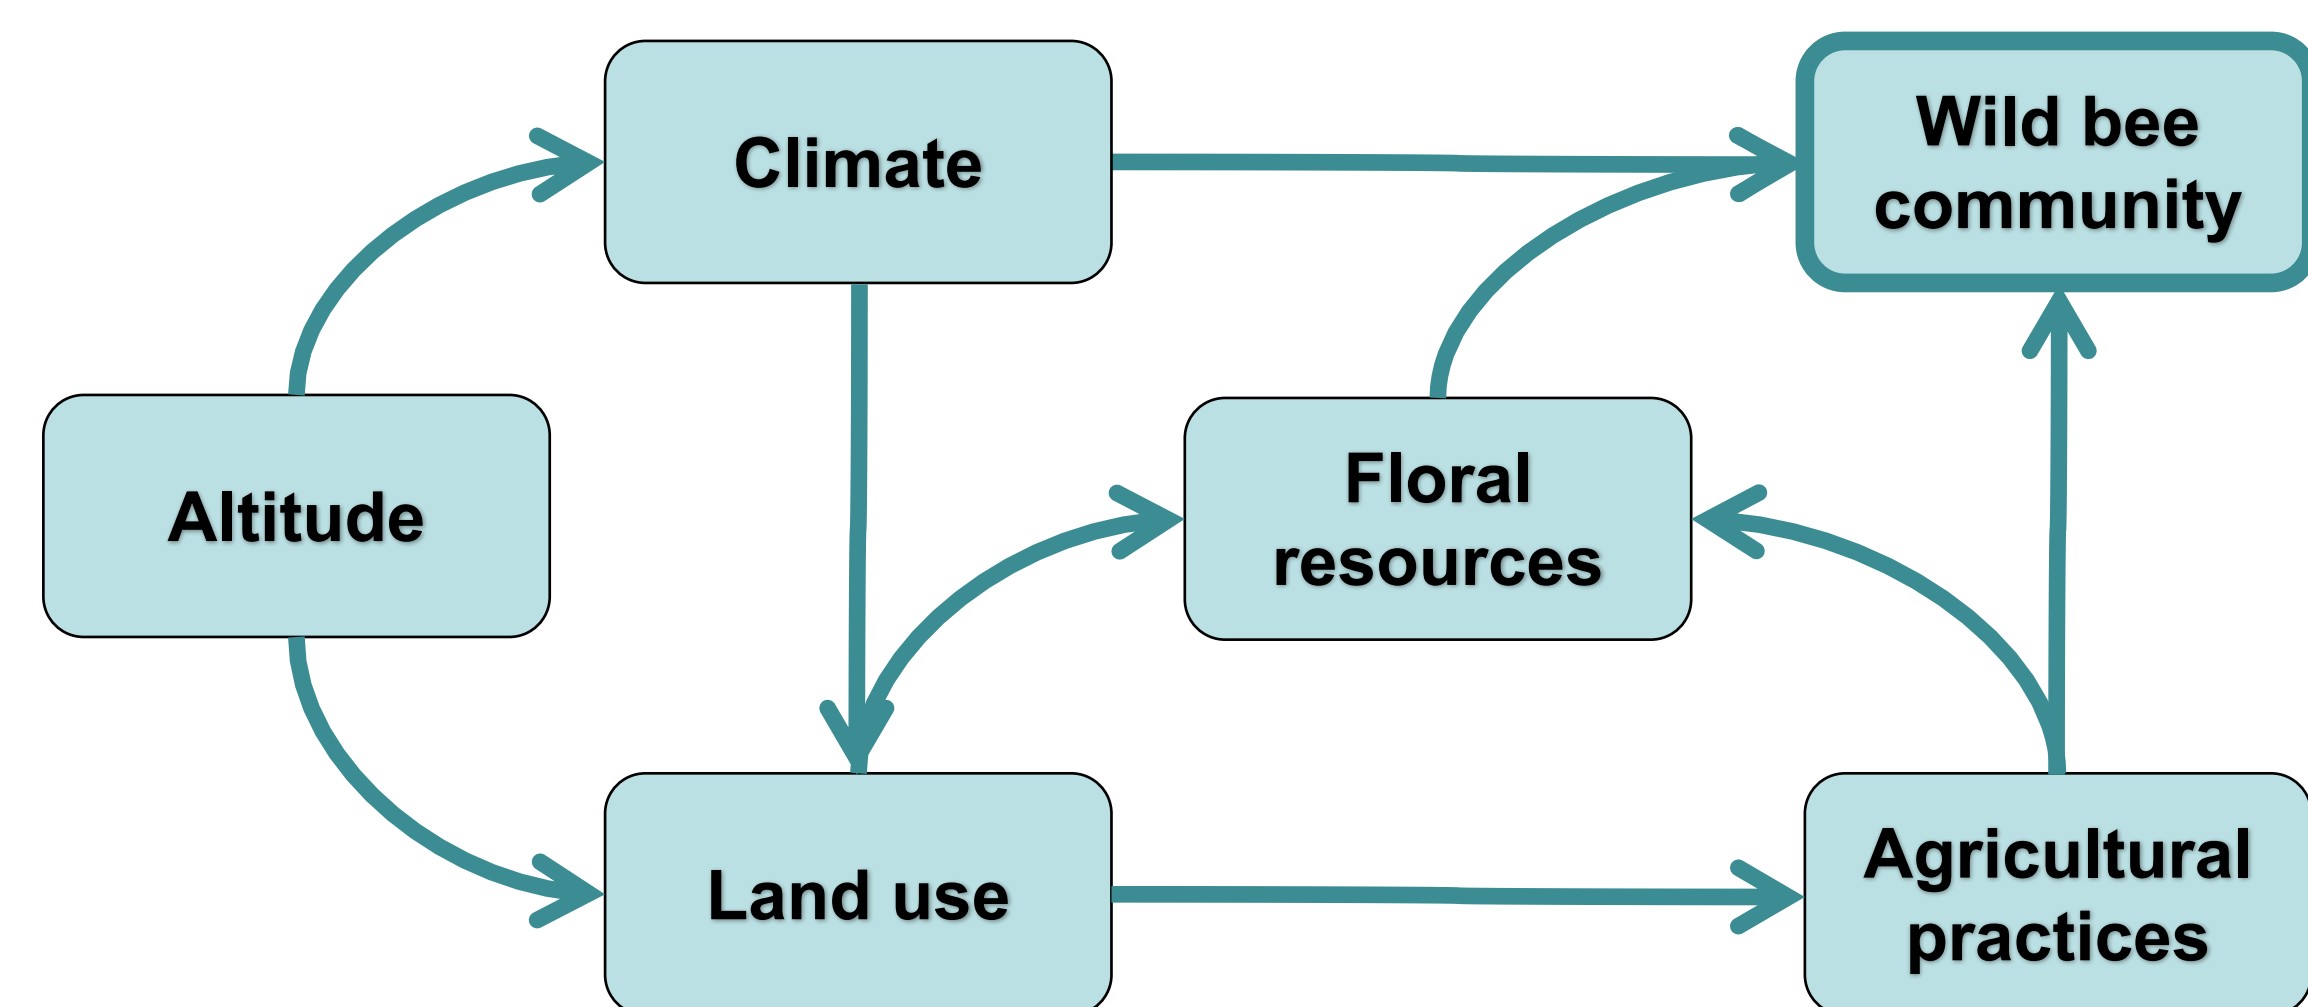 Climate
Wild bee
community
Altitude
Floral
resources
Land use
Agricultural
practices